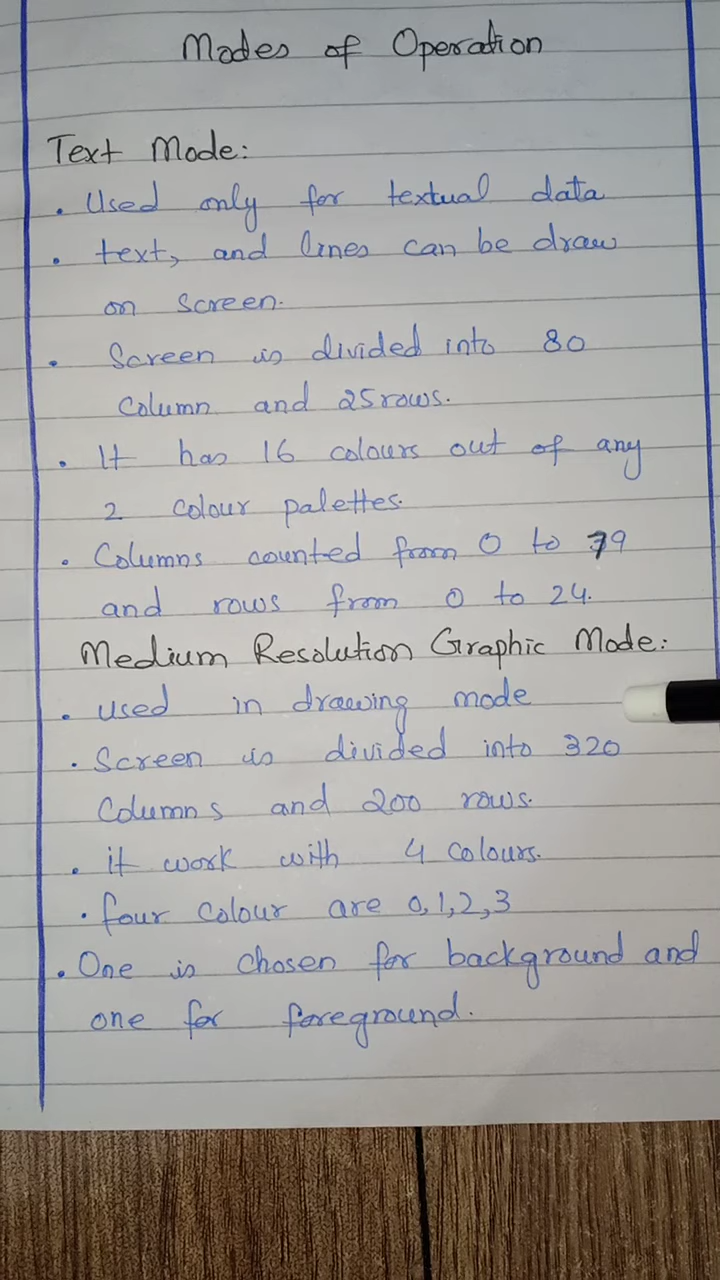 Modes of Operation
Text Mode:
• Used only for textual data
• text, and lines can be draw
on screen.
• Screen is divided into 80
column and 25 rows.
• It has 16 colours out of any
2 colour palettes.
• Columns counted from 0 to 79
and rows from 0 to 24.
Medium Resolution Graphic Mode:
• used in drawing mode
• Screen is divided into 320
columns and 200 rows.
• it work with 4 colours.
• four colour are 0,1,2,3
• One is chosen for background and
one for foreground.